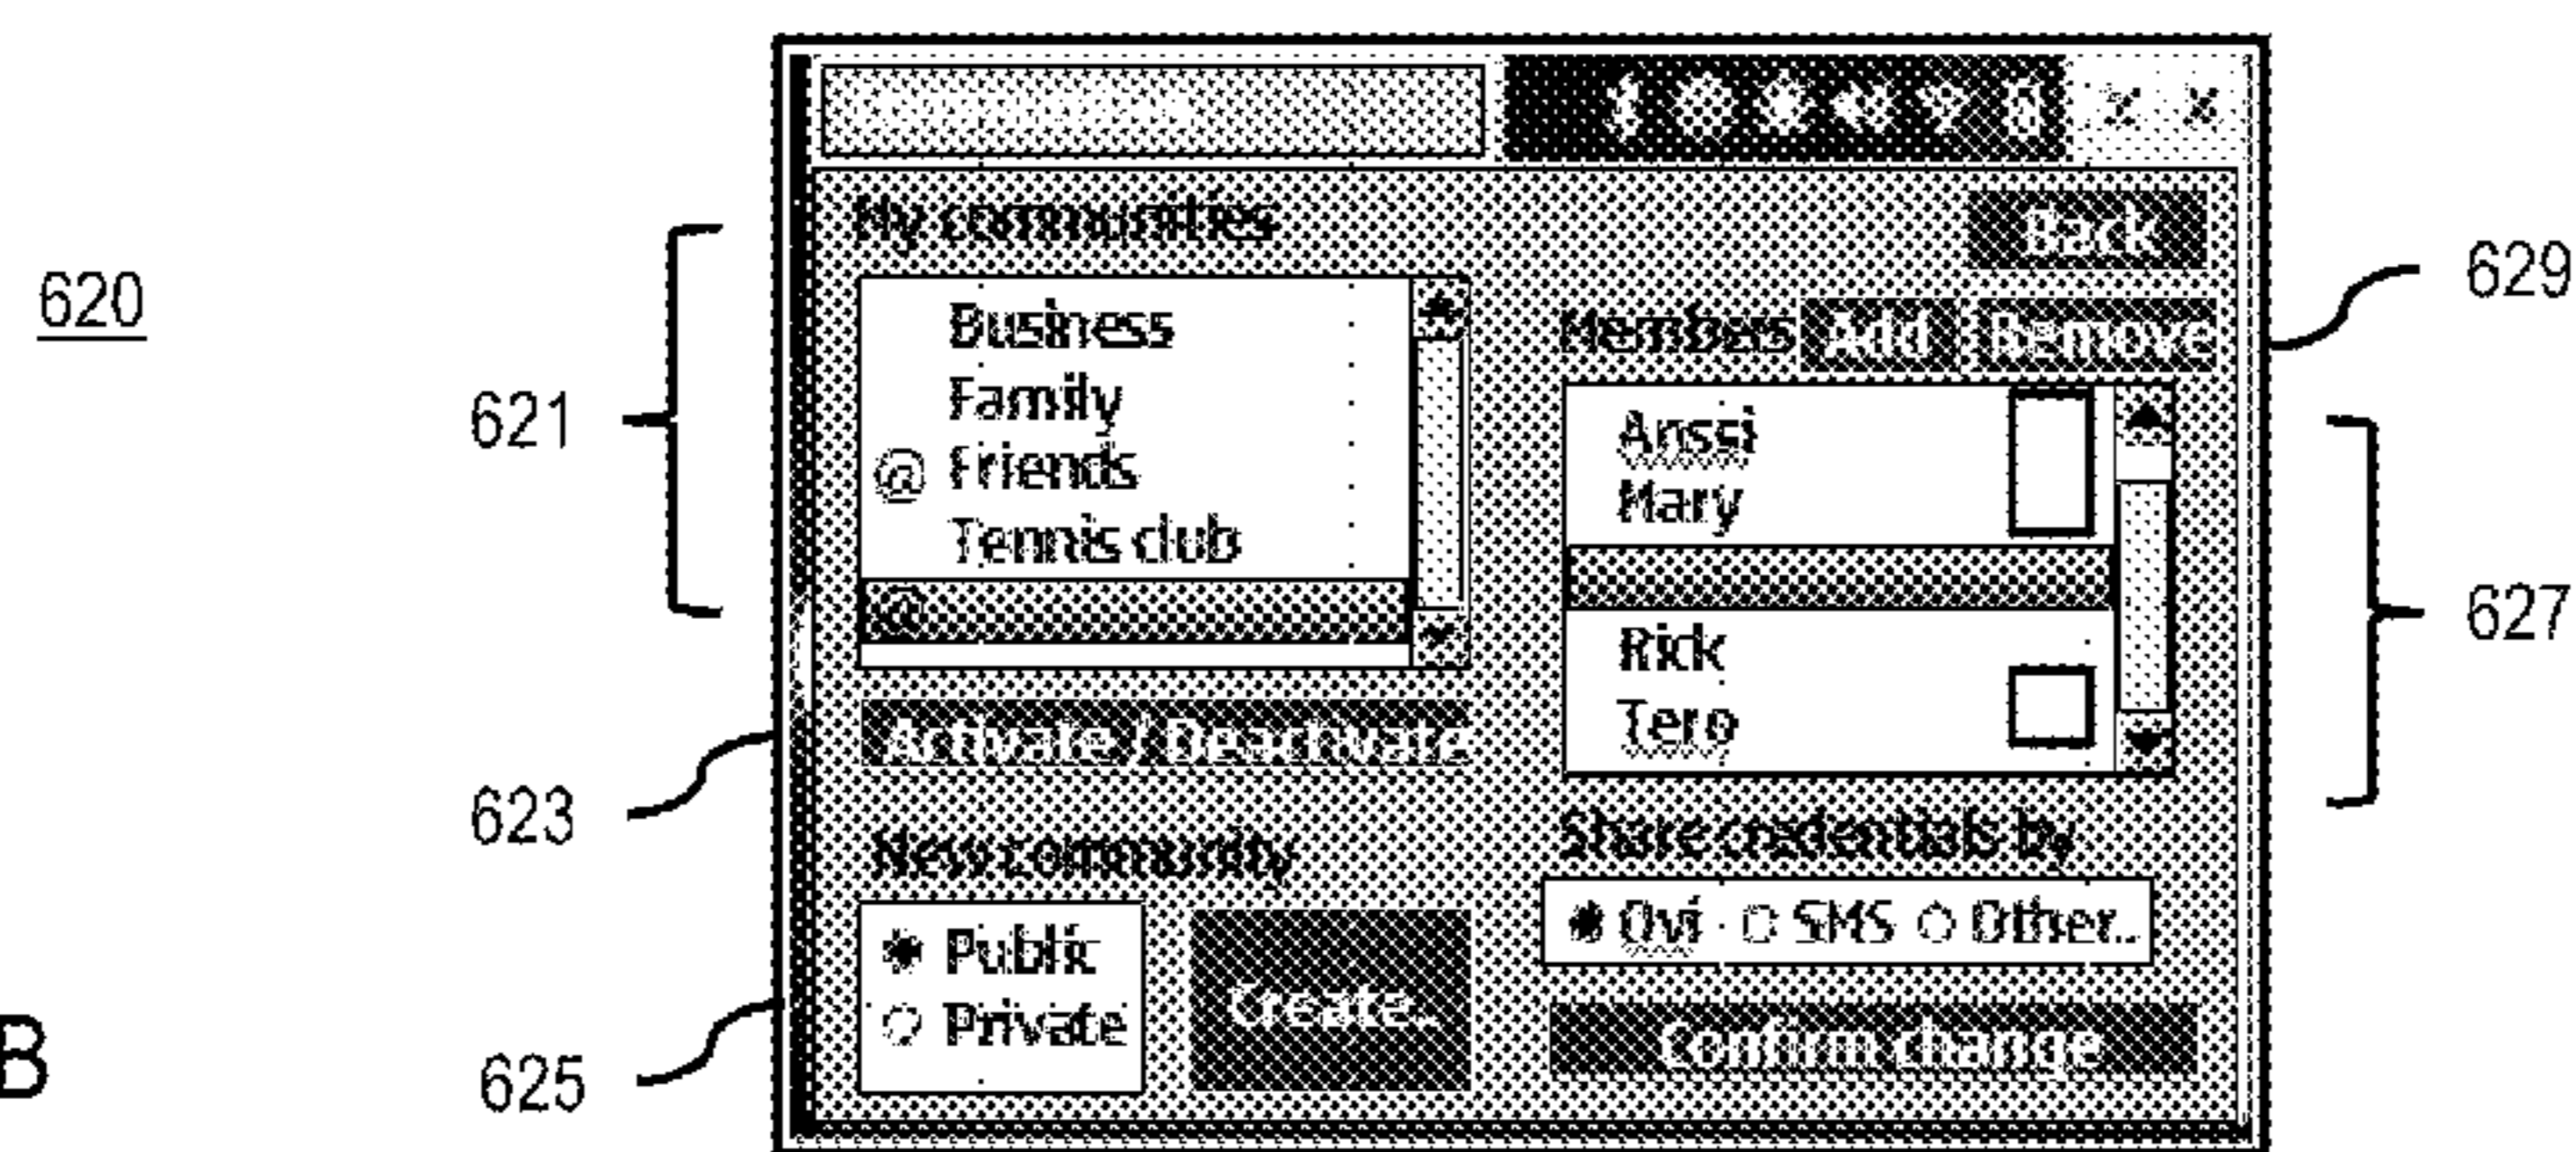 620
621
623
625
B
My communities
Business
Family
@ Friends
Tennis club
@
Activate / Deactivate
New community
Public
Private
Create..
Back
Members Add Remove
Anssi
Mary
Rick
Tero
Share credentials by
Ovi SMS Other..
Confirm change
629
627